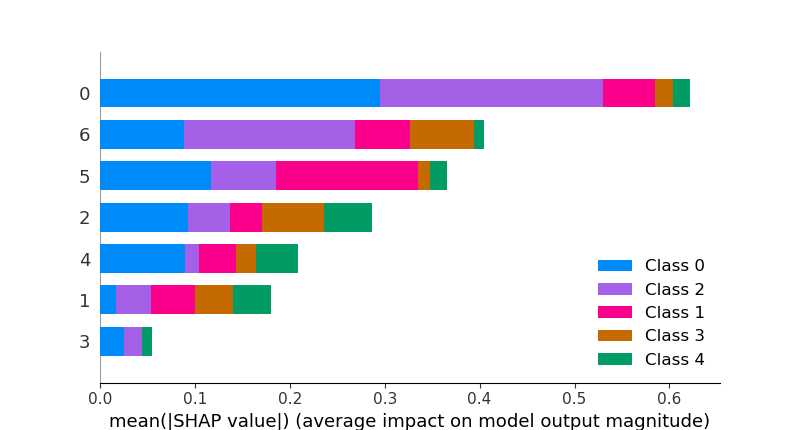 0
6
5
2
4
1
3
Class 0
Class 2
Class 1
Class 3
Class 4
0.0 0.1 0.2 0.3 0.4 0.5 0.6
mean(|SHAP value|) (average impact on model output magnitude)